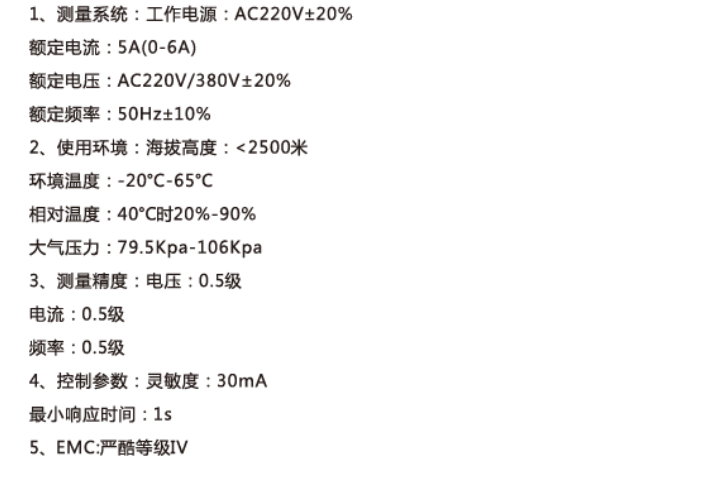 1、测量系统：工作电源：AC220V±20%
额定电流：5A(0-6A)
额定电压：AC220V/380V±20%
额定频率：50Hz±10%
2、使用环境：海拔高度：<2500米
环境温度：-20℃-65℃
相对温度：40℃时20%-90%
大气压力：79.5Kpa-106Kpa
3、测量精度：电压：0.5级
电流：0.5级
频率：0.5级
4、控制参数：灵敏度：30mA
最小响应时间：1s
5、EMC:严酷等级IV